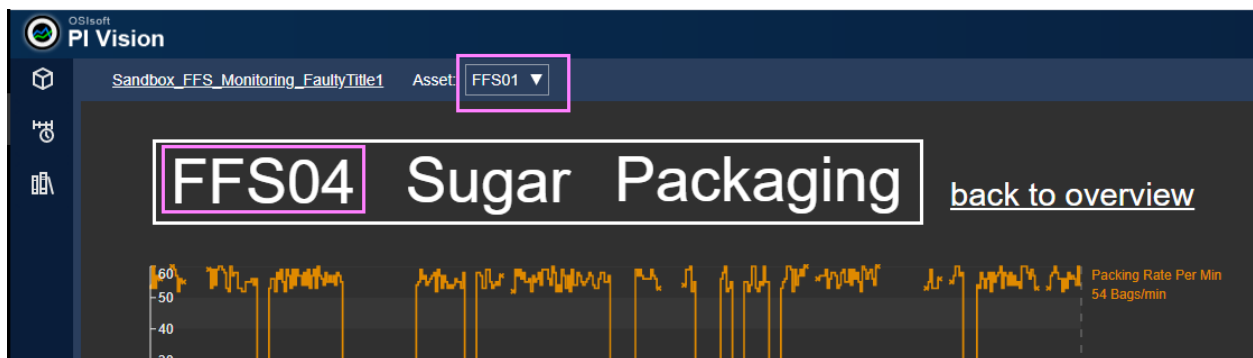 OSIsoft
PI Vision
Sandbox_FFS_Monitoring_FaultyTitle1 Asset: FFS01 ▼
FFS04 Sugar Packaging
back to overview
60
Packing Rate Per Min
54 Bags/min
50
40
30